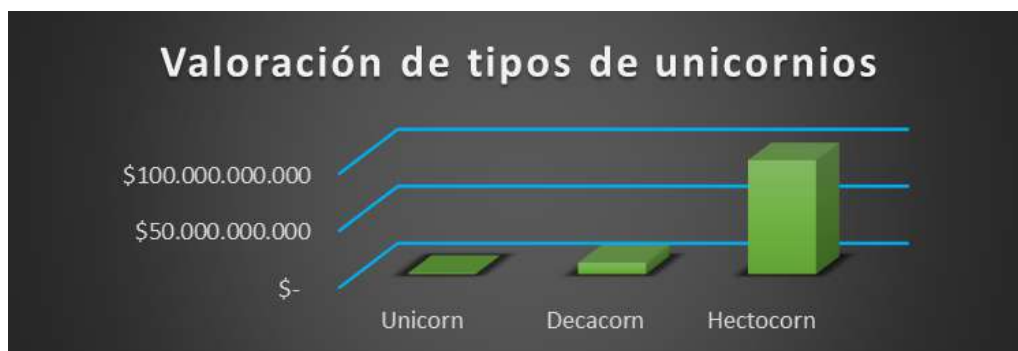 Valoración de tipos de unicornios
$100.000.000.000
$50.000.000.000
$-
Unicorn
Decacorn
Hectocorn